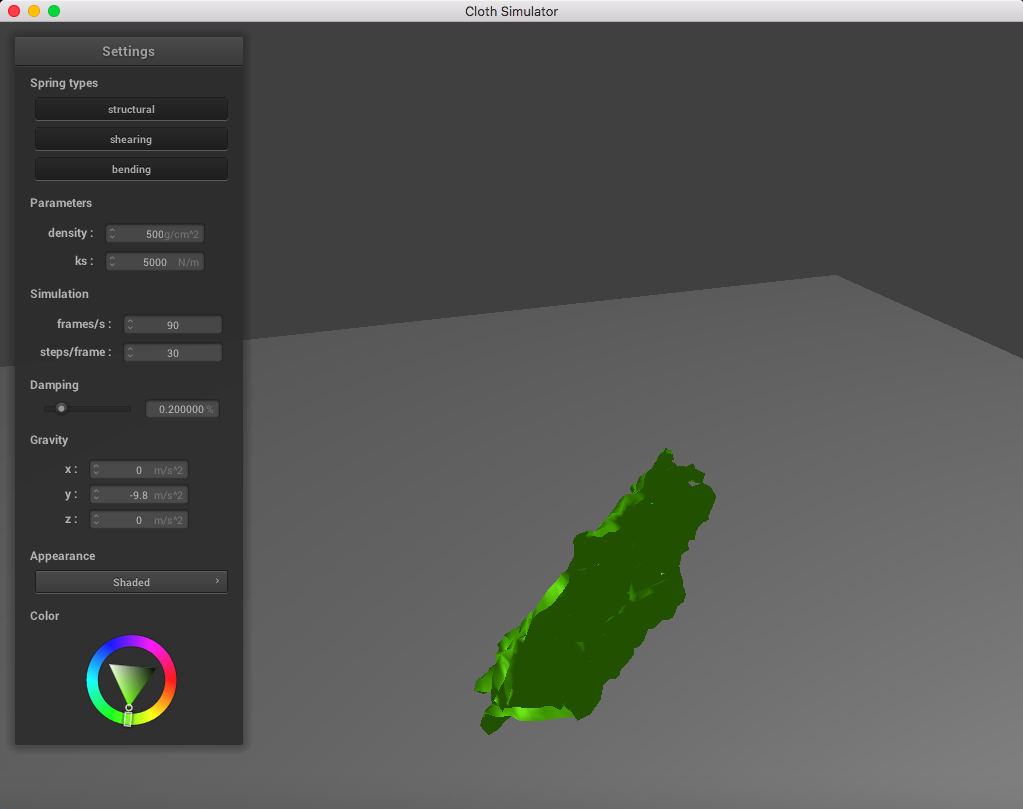 Cloth Simulator
Settings
Spring types
structural
shearing
bending
Parameters
density : 500g/cm^2
ks : 5000 N/m
Simulation
frames/s : 90
steps/frame : 30
Damping
0.200000 %
Gravity
x : 0 m/s^2
y : -9.8 m/s^2
z : 0 m/s^2
Appearance
Shaded
Color